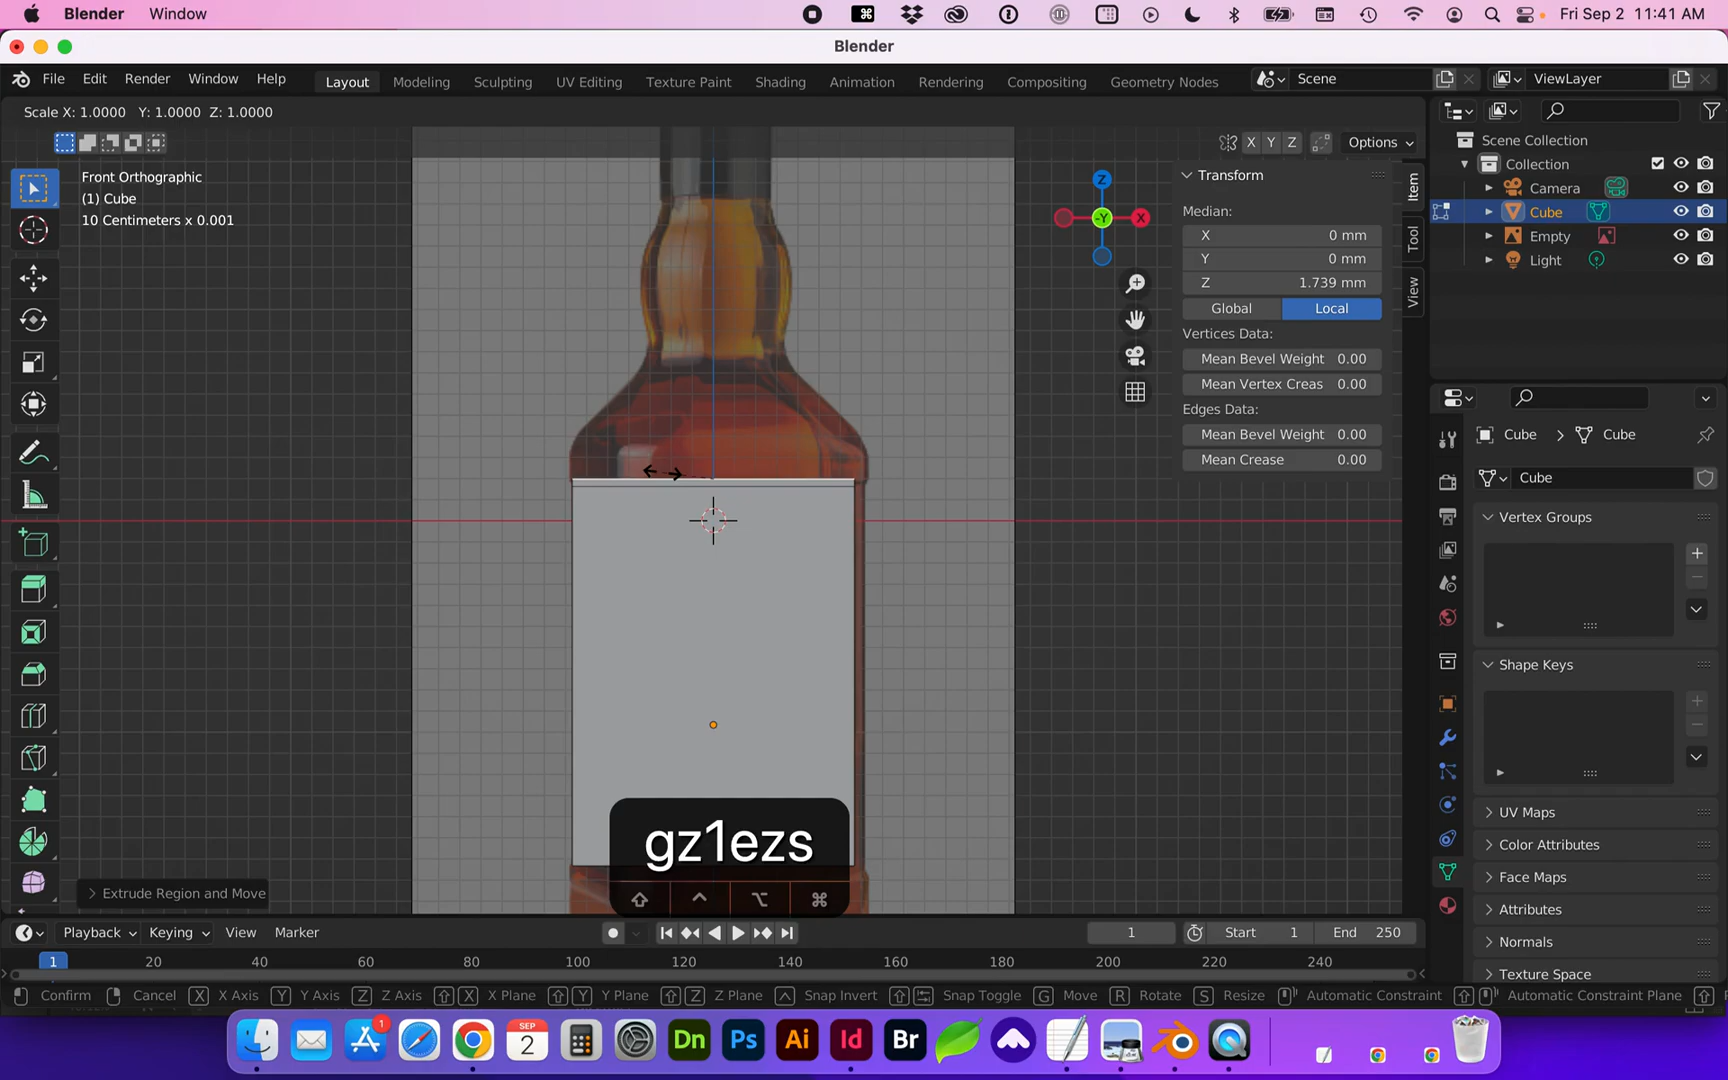 Blender Window Fri Sep 2 11:41 AM
Blender
File Edit Render Window Help Layout Modeling Sculpting UV Editing Texture Paint Shading Animation Rendering Compositing Geometry Nodes Scene ViewLayer
Scale X: 1.0000 Y: 1.0000 Z: 1.0000
X Y Z Options
Front Orthographic
(1) Cube
10 Centimeters x 0.001
Z
-Y X
Transform
Median:
X 0 mm
Y 0 mm
Z 1.739 mm
Global Local
Vertices Data:
Mean Bevel Weight 0.00
Mean Vertex Creas 0.00
Edges Data:
Mean Bevel Weight 0.00
Mean Crease 0.00
Item
Tool
View
Scene Collection
Collection
Camera
Cube
Empty
Light
Cube > Cube
Cube
Vertex Groups
Shape Keys
UV Maps
Color Attributes
Face Maps
Attributes
Normals
Texture Space
gz1ezs
Extrude Region and Move
Playback Keying View Marker 1 Start 1 End 250
1 20 40 60 80 100 120 140 160 180 200 220 240
Confirm Cancel X X Axis Y Y Axis Z Z Axis X X Plane Y Y Plane Z Z Plane Snap Invert Snap Toggle G Move R Rotate S Resize Automatic Constraint Automatic Constraint Plane
1 SEP 2 Dn Ps Ai Id Br